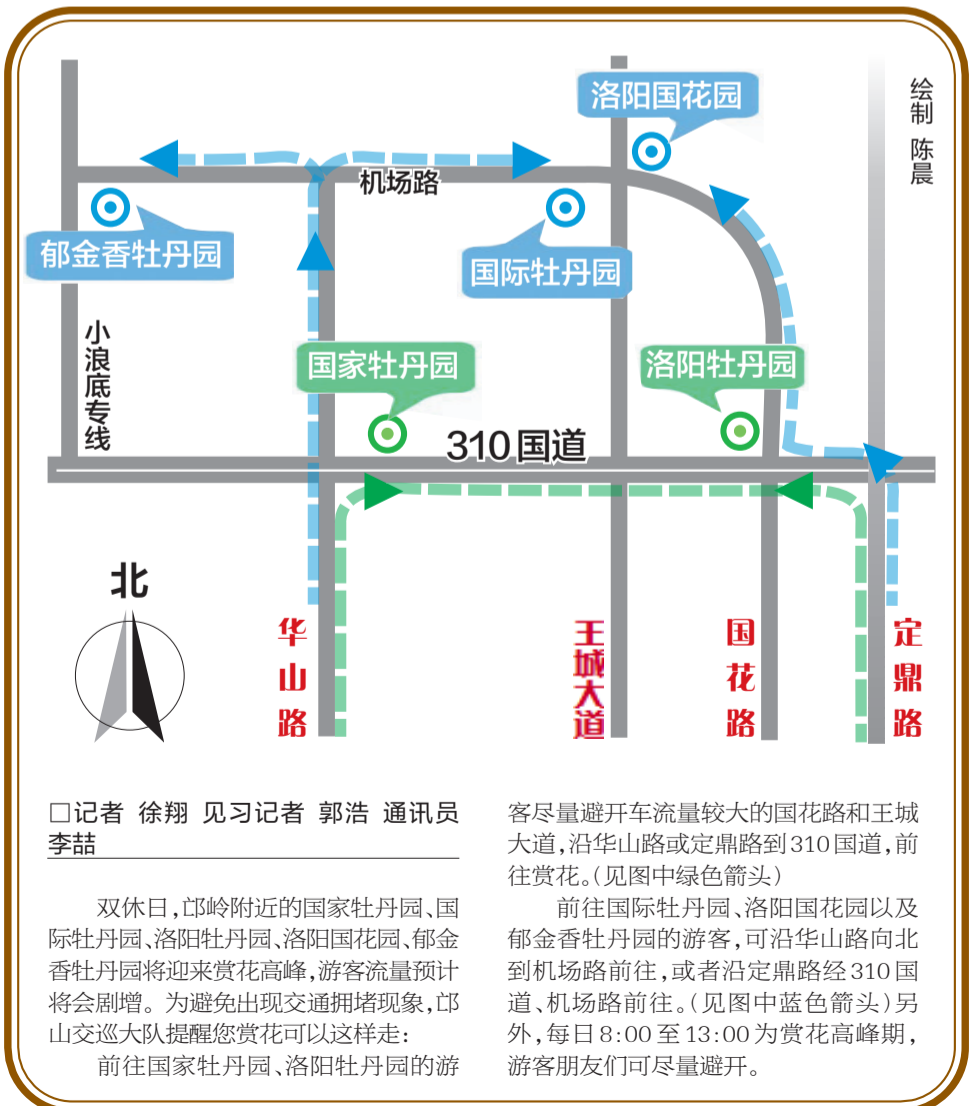 洛阳国花园
绘制 陈晨
机场路
郁金香牡丹园
国际牡丹园
小浪底专线
国家牡丹园
洛阳牡丹园
310国道
北
华山路
王城大道
国花路
定鼎路
□记者 徐翔 见习记者 郭浩 通讯员
李喆
双休日,邙岭附近的国家牡丹园、国
际牡丹园、洛阳牡丹园、洛阳国花园、郁金
香牡丹园将迎来赏花高峰,游客流量预计
将会剧增。为避免出现交通拥堵现象,邙
山交巡大队提醒您赏花可以这样走:
前往国家牡丹园、洛阳牡丹园的游
客尽量避开车流量较大的国花路和王城
大道,沿华山路或定鼎路到310国道,前
往赏花。(见图中绿色箭头)
前往国际牡丹园、洛阳国花园以及
郁金香牡丹园的游客,可沿华山路向北
到机场路前往,或者沿定鼎路经310国
道、机场路前往。(见图中蓝色箭头)另
外,每日8:00至13:00为赏花高峰期,
游客朋友们可尽量避开。